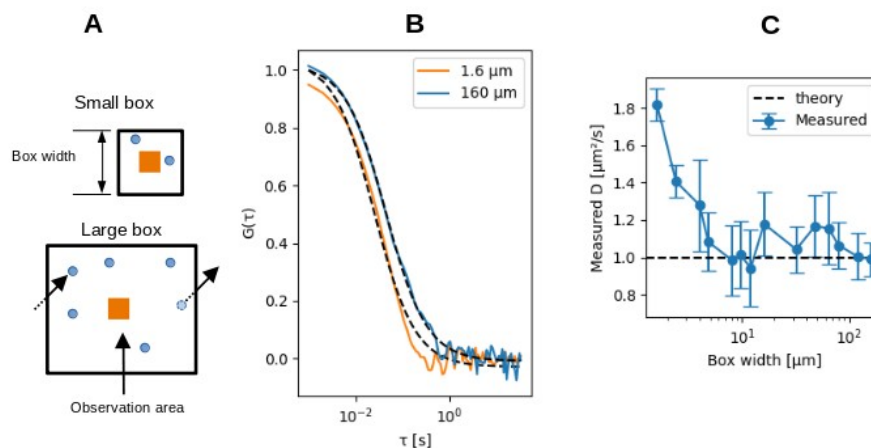 A
Small box
Box width
Large box
Observation area
B
1.6 μm
160 μm
G(τ)
1.0
0.8
0.6
0.4
0.2
0.0
10⁻²
10⁰
τ [s]
C
theory
Measured
Measured D [μm²/s]
1.8
1.6
1.4
1.2
1.0
0.8
10¹
10²
Box width [μm]